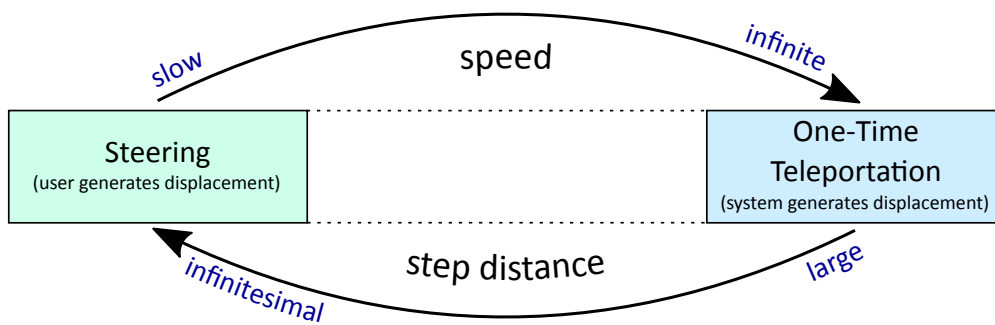 slow
speed
infinite
Steering
(user generates displacement)
One-Time
Teleportation
(system generates displacement)
infinitesimal
step distance
large